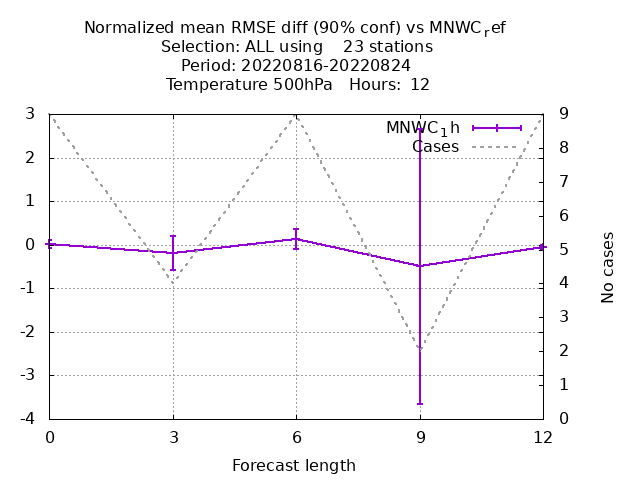 Normalized mean RMSE diff (90% conf) vs MNWC_ref
Selection: ALL using    23 stations
Period: 20220816-20220824
Temperature 500hPa   Hours: 12
MNWC_1h
Cases
3
2
1
0
-1
-2
-3
-4
9
8
7
6
5
4
3
2
1
0
No cases
0 3 6 9 12
Forecast length